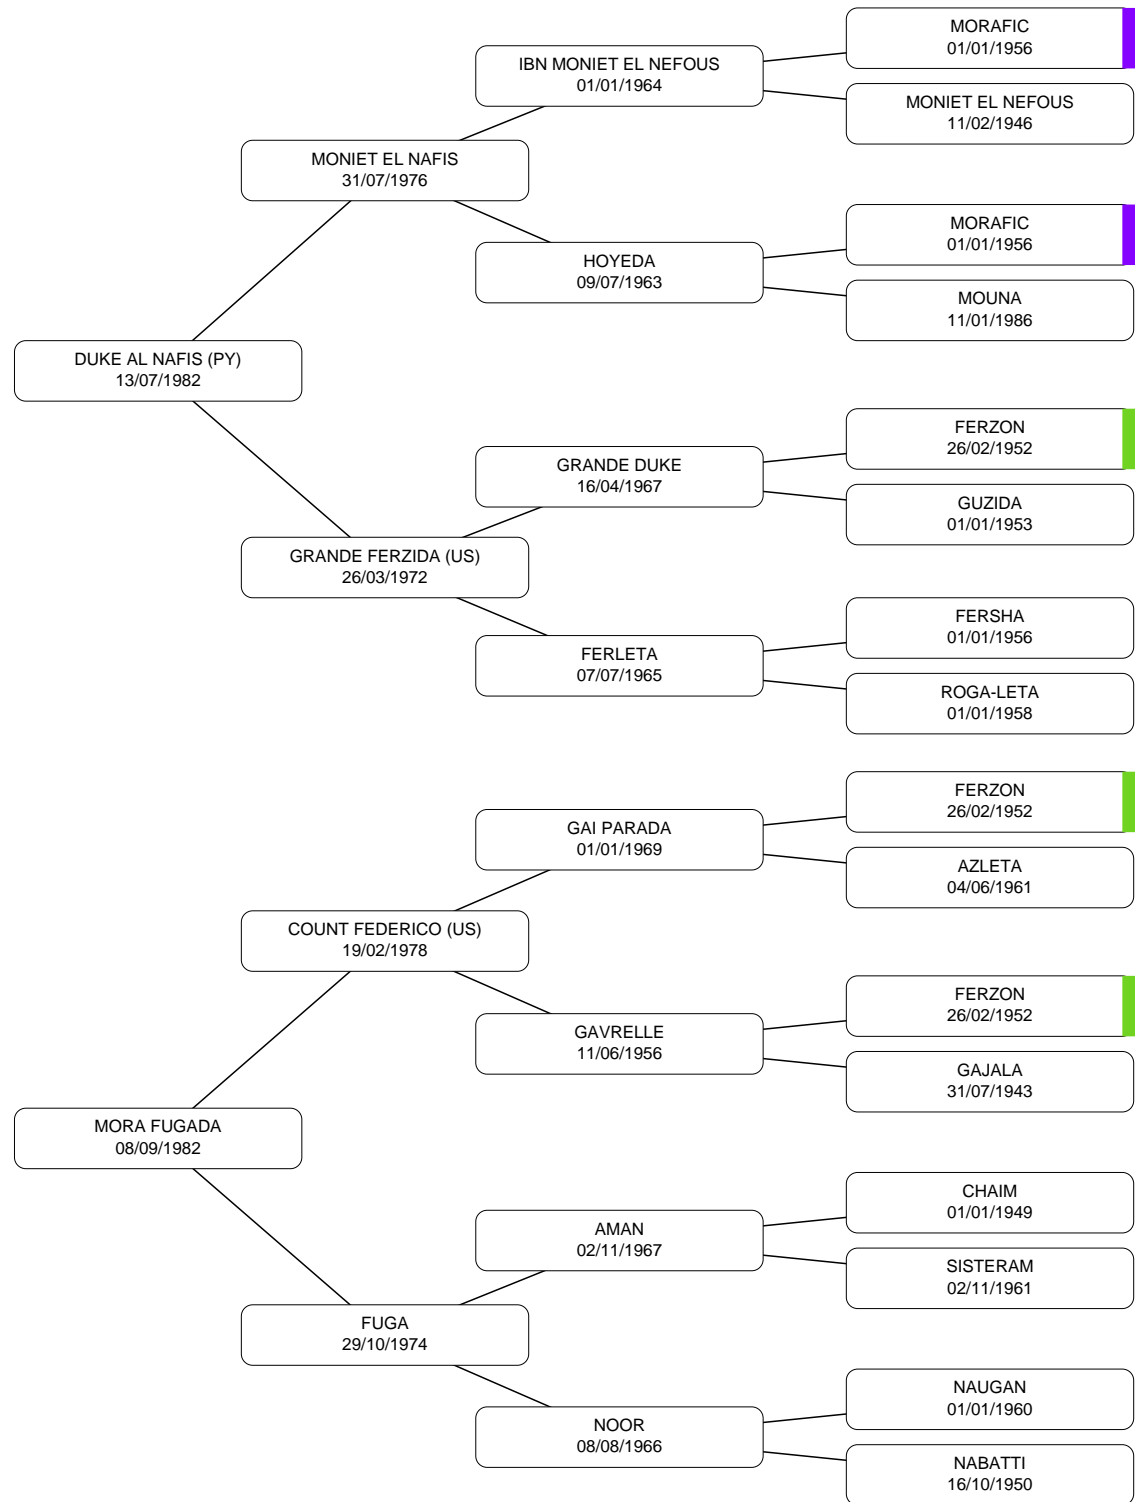 MORAFIC
01/01/1956
IBN MONIET EL NEFOUS
01/01/1964
MONIET EL NEFOUS
11/02/1946
MONIET EL NAFIS
31/07/1976
MORAFIC
01/01/1956
HOYEDA
09/07/1963
MOUNA
11/01/1986
DUKE AL NAFIS (PY)
13/07/1982
FERZON
26/02/1952
GRANDE DUKE
16/04/1967
GUZIDA
01/01/1953
GRANDE FERZIDA (US)
26/03/1972
FERSHA
01/01/1956
FERLETA
07/07/1965
ROGA-LETA
01/01/1958
FERZON
26/02/1952
GAI PARADA
01/01/1969
AZLETA
04/06/1961
COUNT FEDERICO (US)
19/02/1978
FERZON
26/02/1952
GAVRELLE
11/06/1956
GAJALA
31/07/1943
MORA FUGADA
08/09/1982
CHAIM
01/01/1949
AMAN
02/11/1967
SISTERAM
02/11/1961
FUGA
29/10/1974
NAUGAN
01/01/1960
NOOR
08/08/1966
NABATTI
16/10/1950